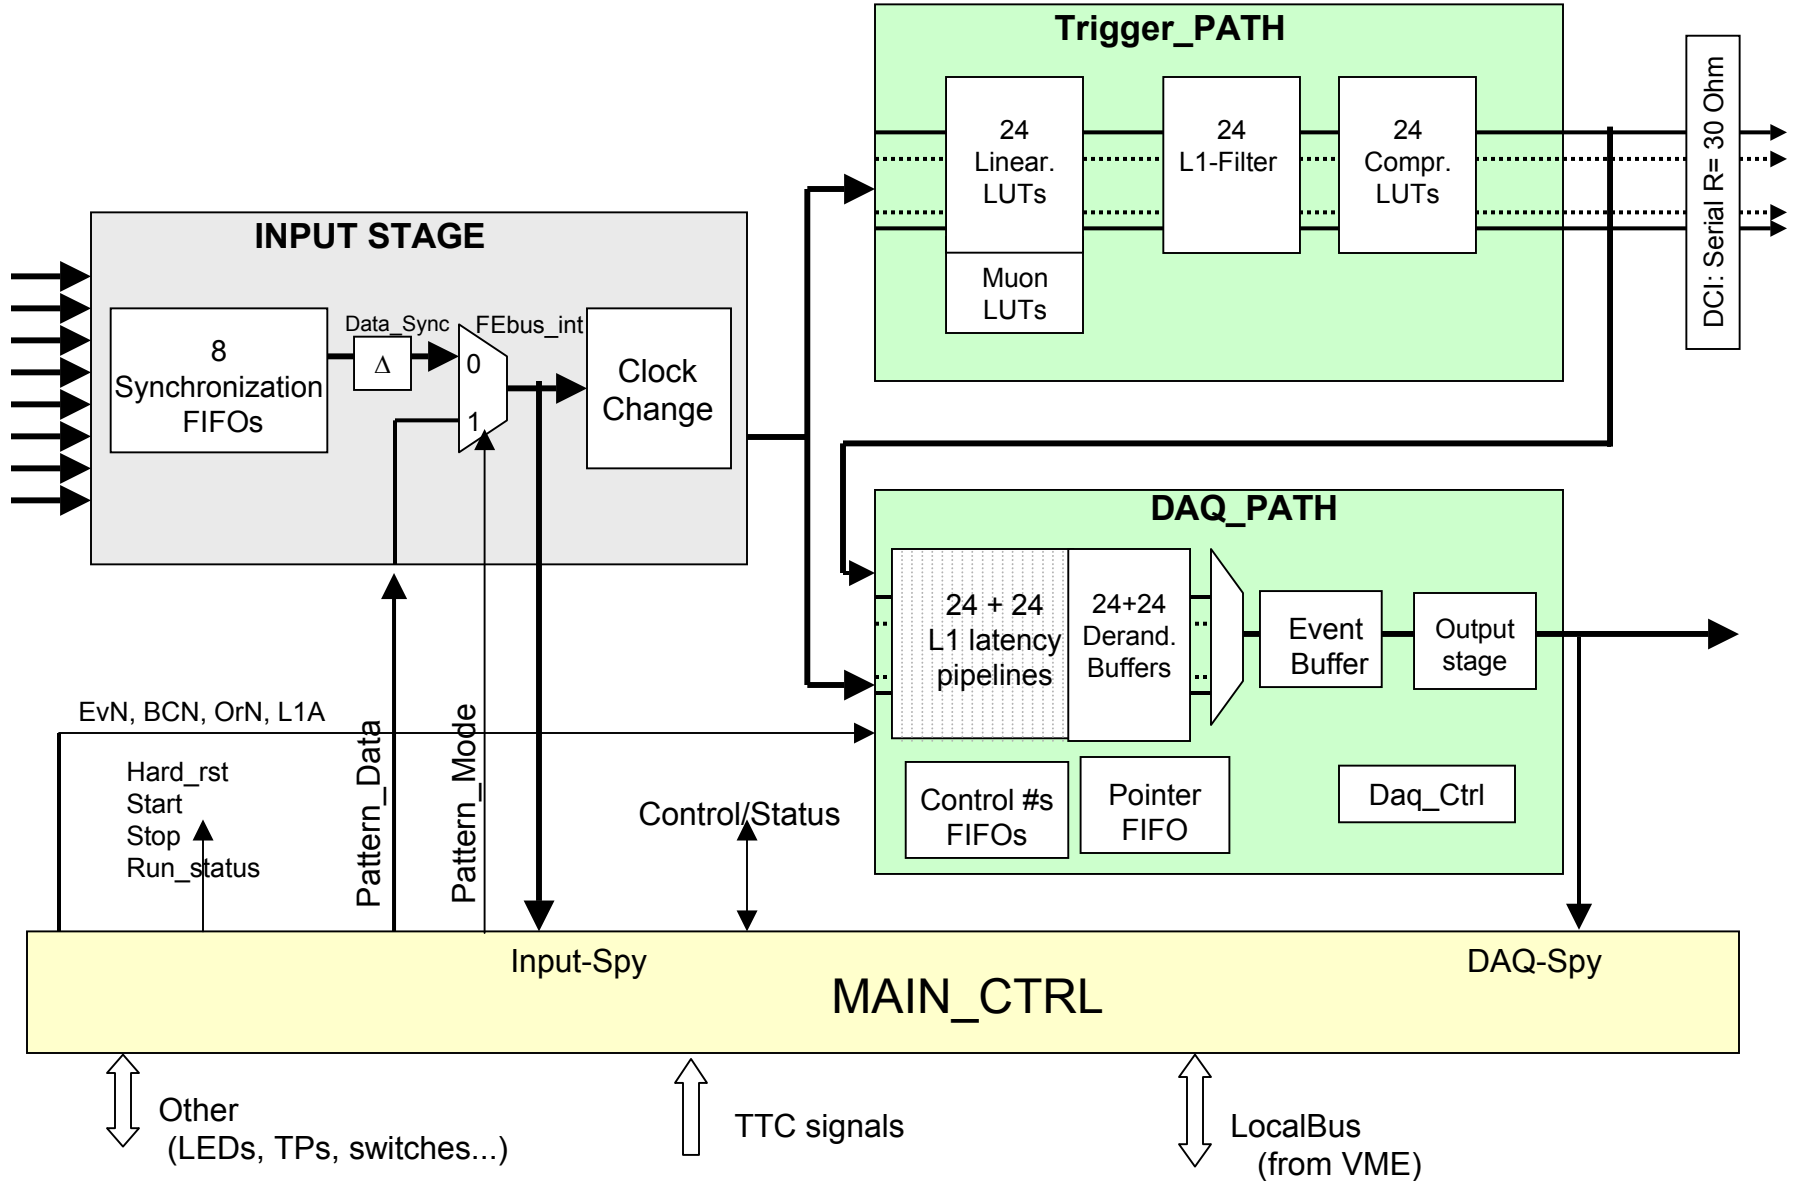 Trigger_PATH
24
Linear.
LUTs
Muon
LUTs
24
L1-Filter
24
Compr.
LUTs
DCI: Serial R= 30 Ohm
INPUT STAGE
8
Synchronization
FIFOs
Data_Sync
Δ
0
1
FEbus_int
Clock
Change
DAQ_PATH
24 + 24
L1 latency
pipelines
24+24
Derand.
Buffers
Event
Buffer
Output
stage
Control #s
FIFOs
Pointer
FIFO
Daq_Ctrl
EvN, BCN, OrN, L1A
Hard_rst
Start
Stop
Run_status
Pattern_Data
Pattern_Mode
Control/Status
Input-Spy
DAQ-Spy
MAIN_CTRL
Other
(LEDs, TPs, switches...)
TTC signals
LocalBus
(from VME)